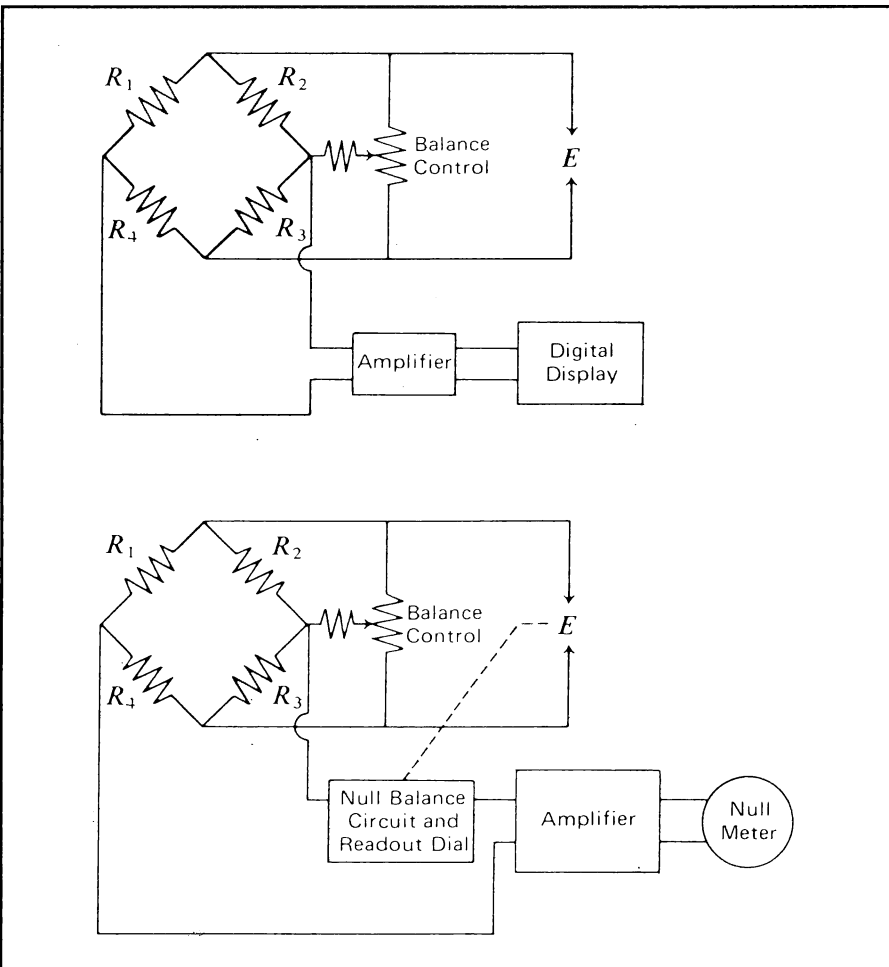 R1
R2
Balance
Control
E
R4
R3
Amplifier
Digital
Display
R1
R2
Balance
Control
E
R4
R3
Null Balance
Circuit and
Readout Dial
Amplifier
Null
Meter